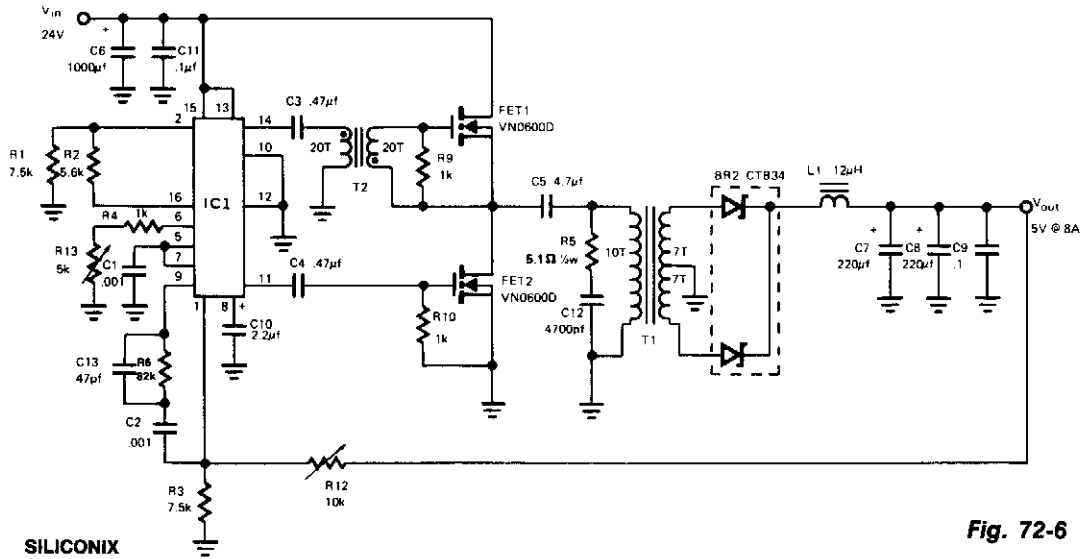 Vin
24V
+
C6
1000µf
C11
.1µf
15
13
2
14
C3 .47µf
FET1
VN0600D
R1
7.5k
R2
5.6k
10
20T
20T
T2
R9
1k
16
IC1
12
R4
1k
6
5
7
9
R13
5k
C1
.001
11
C4 .47µf
FET2
VN0600D
R10
1k
1
8
+
C10
2.2µf
C13
47pf
R6
82k
C2
.001
C5 4.7µf
R5
5.1Ω ½w
10T
7T
7T
C12
4700pf
T1
BR2 CT834
L1 12µH
Vout
5V @ 8A
+
C7
220µf
+
C8
220µf
C9
.1
R3
7.5k
R12
10k
SILICONIX
Fig. 72-6